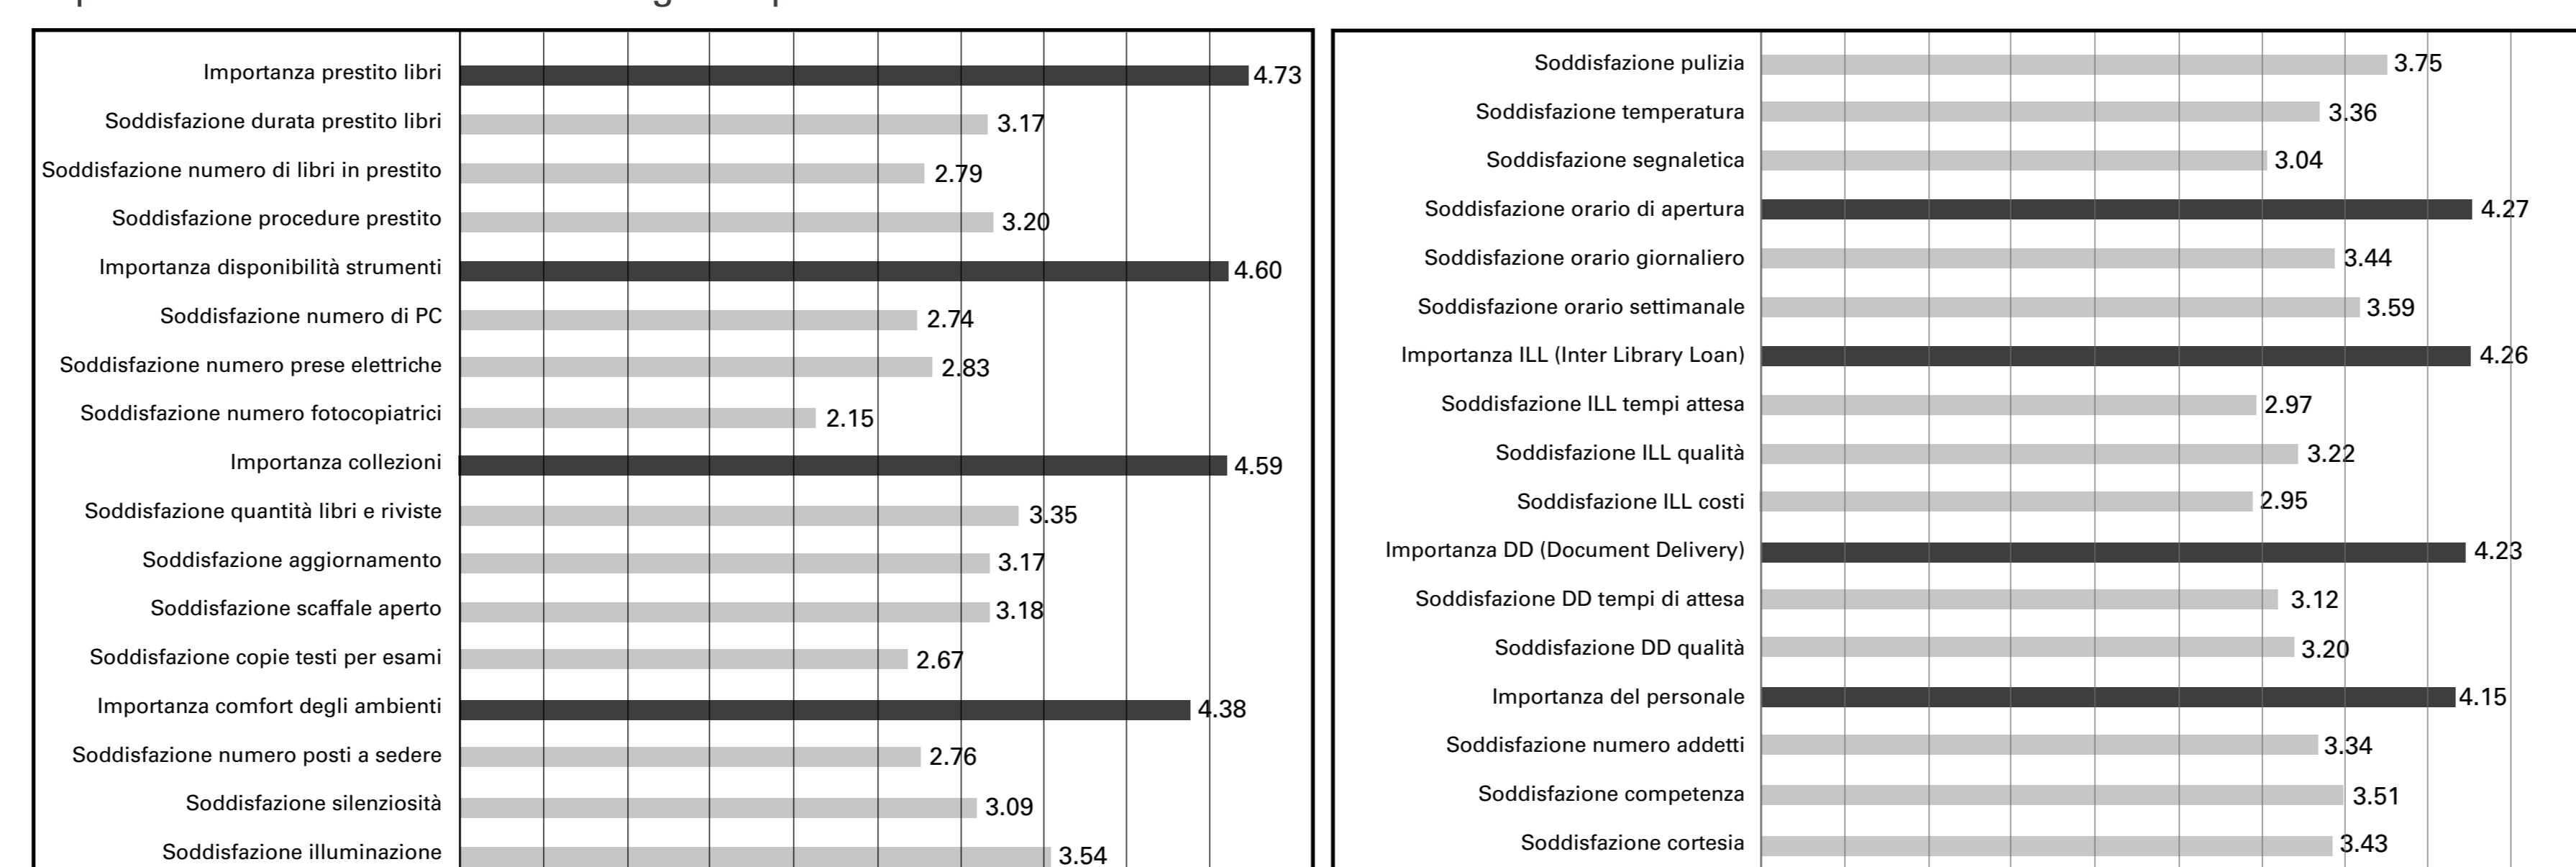 Importanza prestito libri 4.73
Soddisfazione durata prestito libri 3.17
Soddisfazione numero di libri in prestito 2.79
Soddisfazione procedure prestito 3.20
Importanza disponibilità strumenti 4.60
Soddisfazione numero di PC 2.74
Soddisfazione numero prese elettriche 2.83
Soddisfazione numero fotocopiatrici 2.15
Importanza collezioni 4.59
Soddisfazione quantità libri e riviste 3.35
Soddisfazione aggiornamento 3.17
Soddisfazione scaffale aperto 3.18
Soddisfazione copie testi per esami 2.67
Importanza comfort degli ambienti 4.38
Soddisfazione numero posti a sedere 2.76
Soddisfazione silenziosità 3.09
Soddisfazione illuminazione 3.54
Soddisfazione pulizia 3.75
Soddisfazione temperatura 3.36
Soddisfazione segnaletica 3.04
Soddisfazione orario di apertura 4.27
Soddisfazione orario giornaliero 3.44
Soddisfazione orario settimanale 3.59
Importanza ILL (Inter Library Loan) 4.26
Soddisfazione ILL tempi attesa 2.97
Soddisfazione ILL qualità 3.22
Soddisfazione ILL costi 2.95
Importanza DD (Document Delivery) 4.23
Soddisfazione DD tempi di attesa 3.12
Soddisfazione DD qualità 3.20
Importanza del personale 4.15
Soddisfazione numero addetti 3.34
Soddisfazione competenza 3.51
Soddisfazione cortesia 3.43